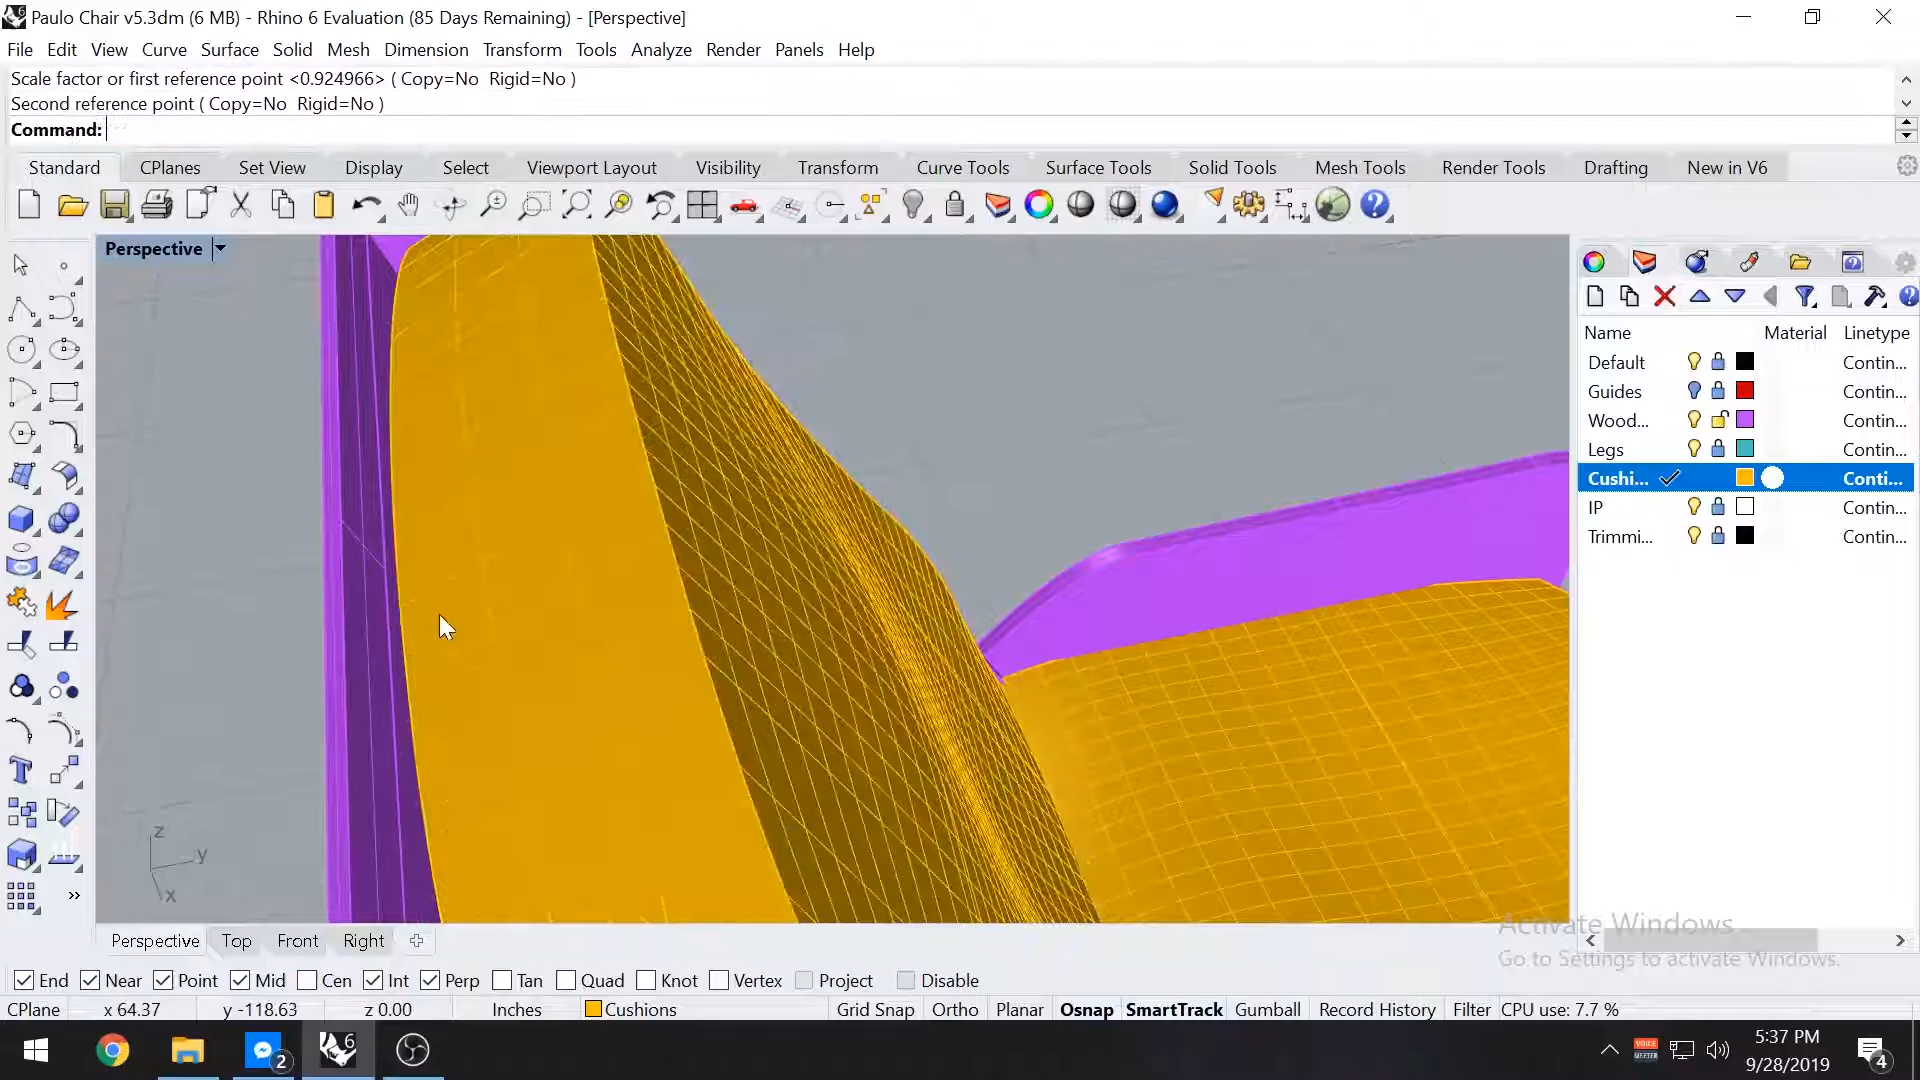 Paulo Chair v5.3dm (6 MB) - Rhino 6 Evaluation (85 Days Remaining) - [Perspective]
File Edit View Curve Surface Solid Mesh Dimension Transform Tools Analyze Render Panels Help
Scale factor or first reference point <0.924966> ( Copy=No Rigid=No )
Second reference point ( Copy=No Rigid=No )
Command:
Standard CPlanes Set View Display Select Viewport Layout Visibility Transform Curve Tools Surface Tools Solid Tools Mesh Tools Render Tools Drafting New in V6
Perspective
Name Material Linetype
Default Contin...
Guides Contin...
Wood... Contin...
Legs Contin...
Cushi... Conti...
IP Contin...
Trimmi... Contin...
z
y
x
Activate Windows
Go to Settings to activate Windows.
Perspective Top Front Right
End Near Point Mid Cen Int Perp Tan Quad Knot Vertex Project Disable
CPlane x 64.37 y -118.63 z 0.00 Inches Cushions Grid Snap Ortho Planar Osnap SmartTrack Gumball Record History Filter CPU use: 7.7 %
2
6
5:37 PM
9/28/2019
4